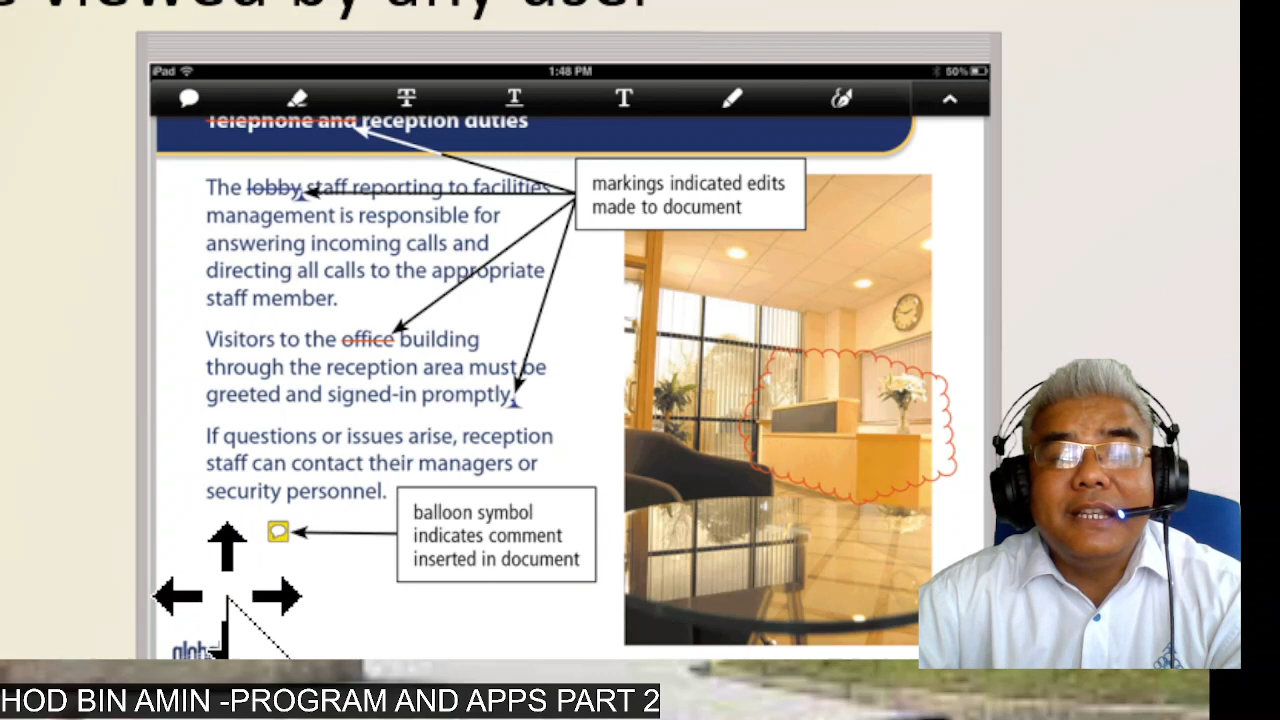 s viewed by any user
iPad
1:48 PM
50%
Telephone and reception duties
The lobby staff reporting to facilities
management is responsible for
answering incoming calls and
directing all calls to the appropriate
staff member.
Visitors to the office building
through the reception area must be
greeted and signed-in promptly.
If questions or issues arise, reception
staff can contact their managers or
security personnel.
markings indicated edits
made to document
balloon symbol
indicates comment
inserted in document
HOD BIN AMIN -PROGRAM AND APPS PART 2